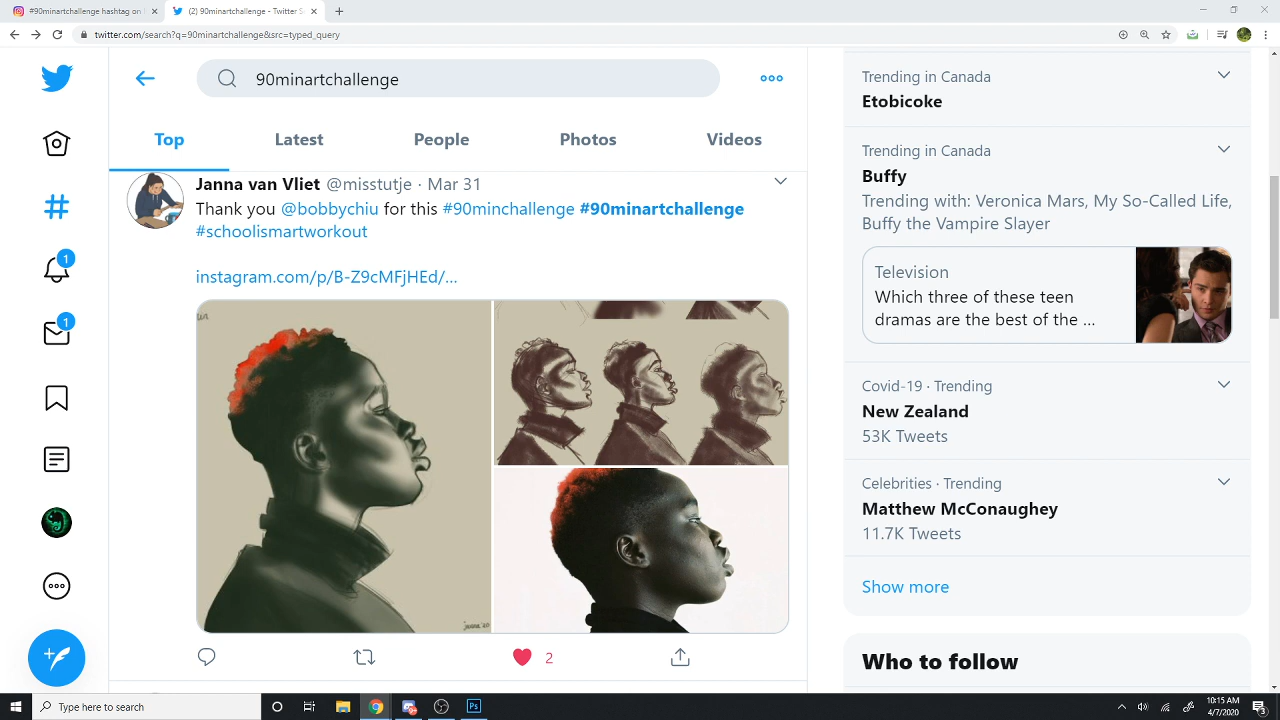 #90minartchallenge hashtag on I
(2) 90minartchallenge - Twitter S
twitter.com/search?q=90minartchallenge&src=typed_query
90minartchallenge
Top
Latest
People
Photos
Videos
Janna van Vliet @misstutje · Mar 31
Thank you @bobbychiu for this #90minchallenge #90minartchallenge
#schoolismartworkout
instagram.com/p/B-Z9cMFjHEd/...
2
1
1
Trending in Canada
Etobicoke
Trending in Canada
Buffy
Trending with: Veronica Mars, My So-Called Life,
Buffy the Vampire Slayer
Television
Which three of these teen
dramas are the best of the ...
Covid-19 · Trending
New Zealand
53K Tweets
Celebrities · Trending
Matthew McConaughey
11.7K Tweets
Show more
Who to follow
Type here to search
Ps
10:15 AM
4/7/2020
3